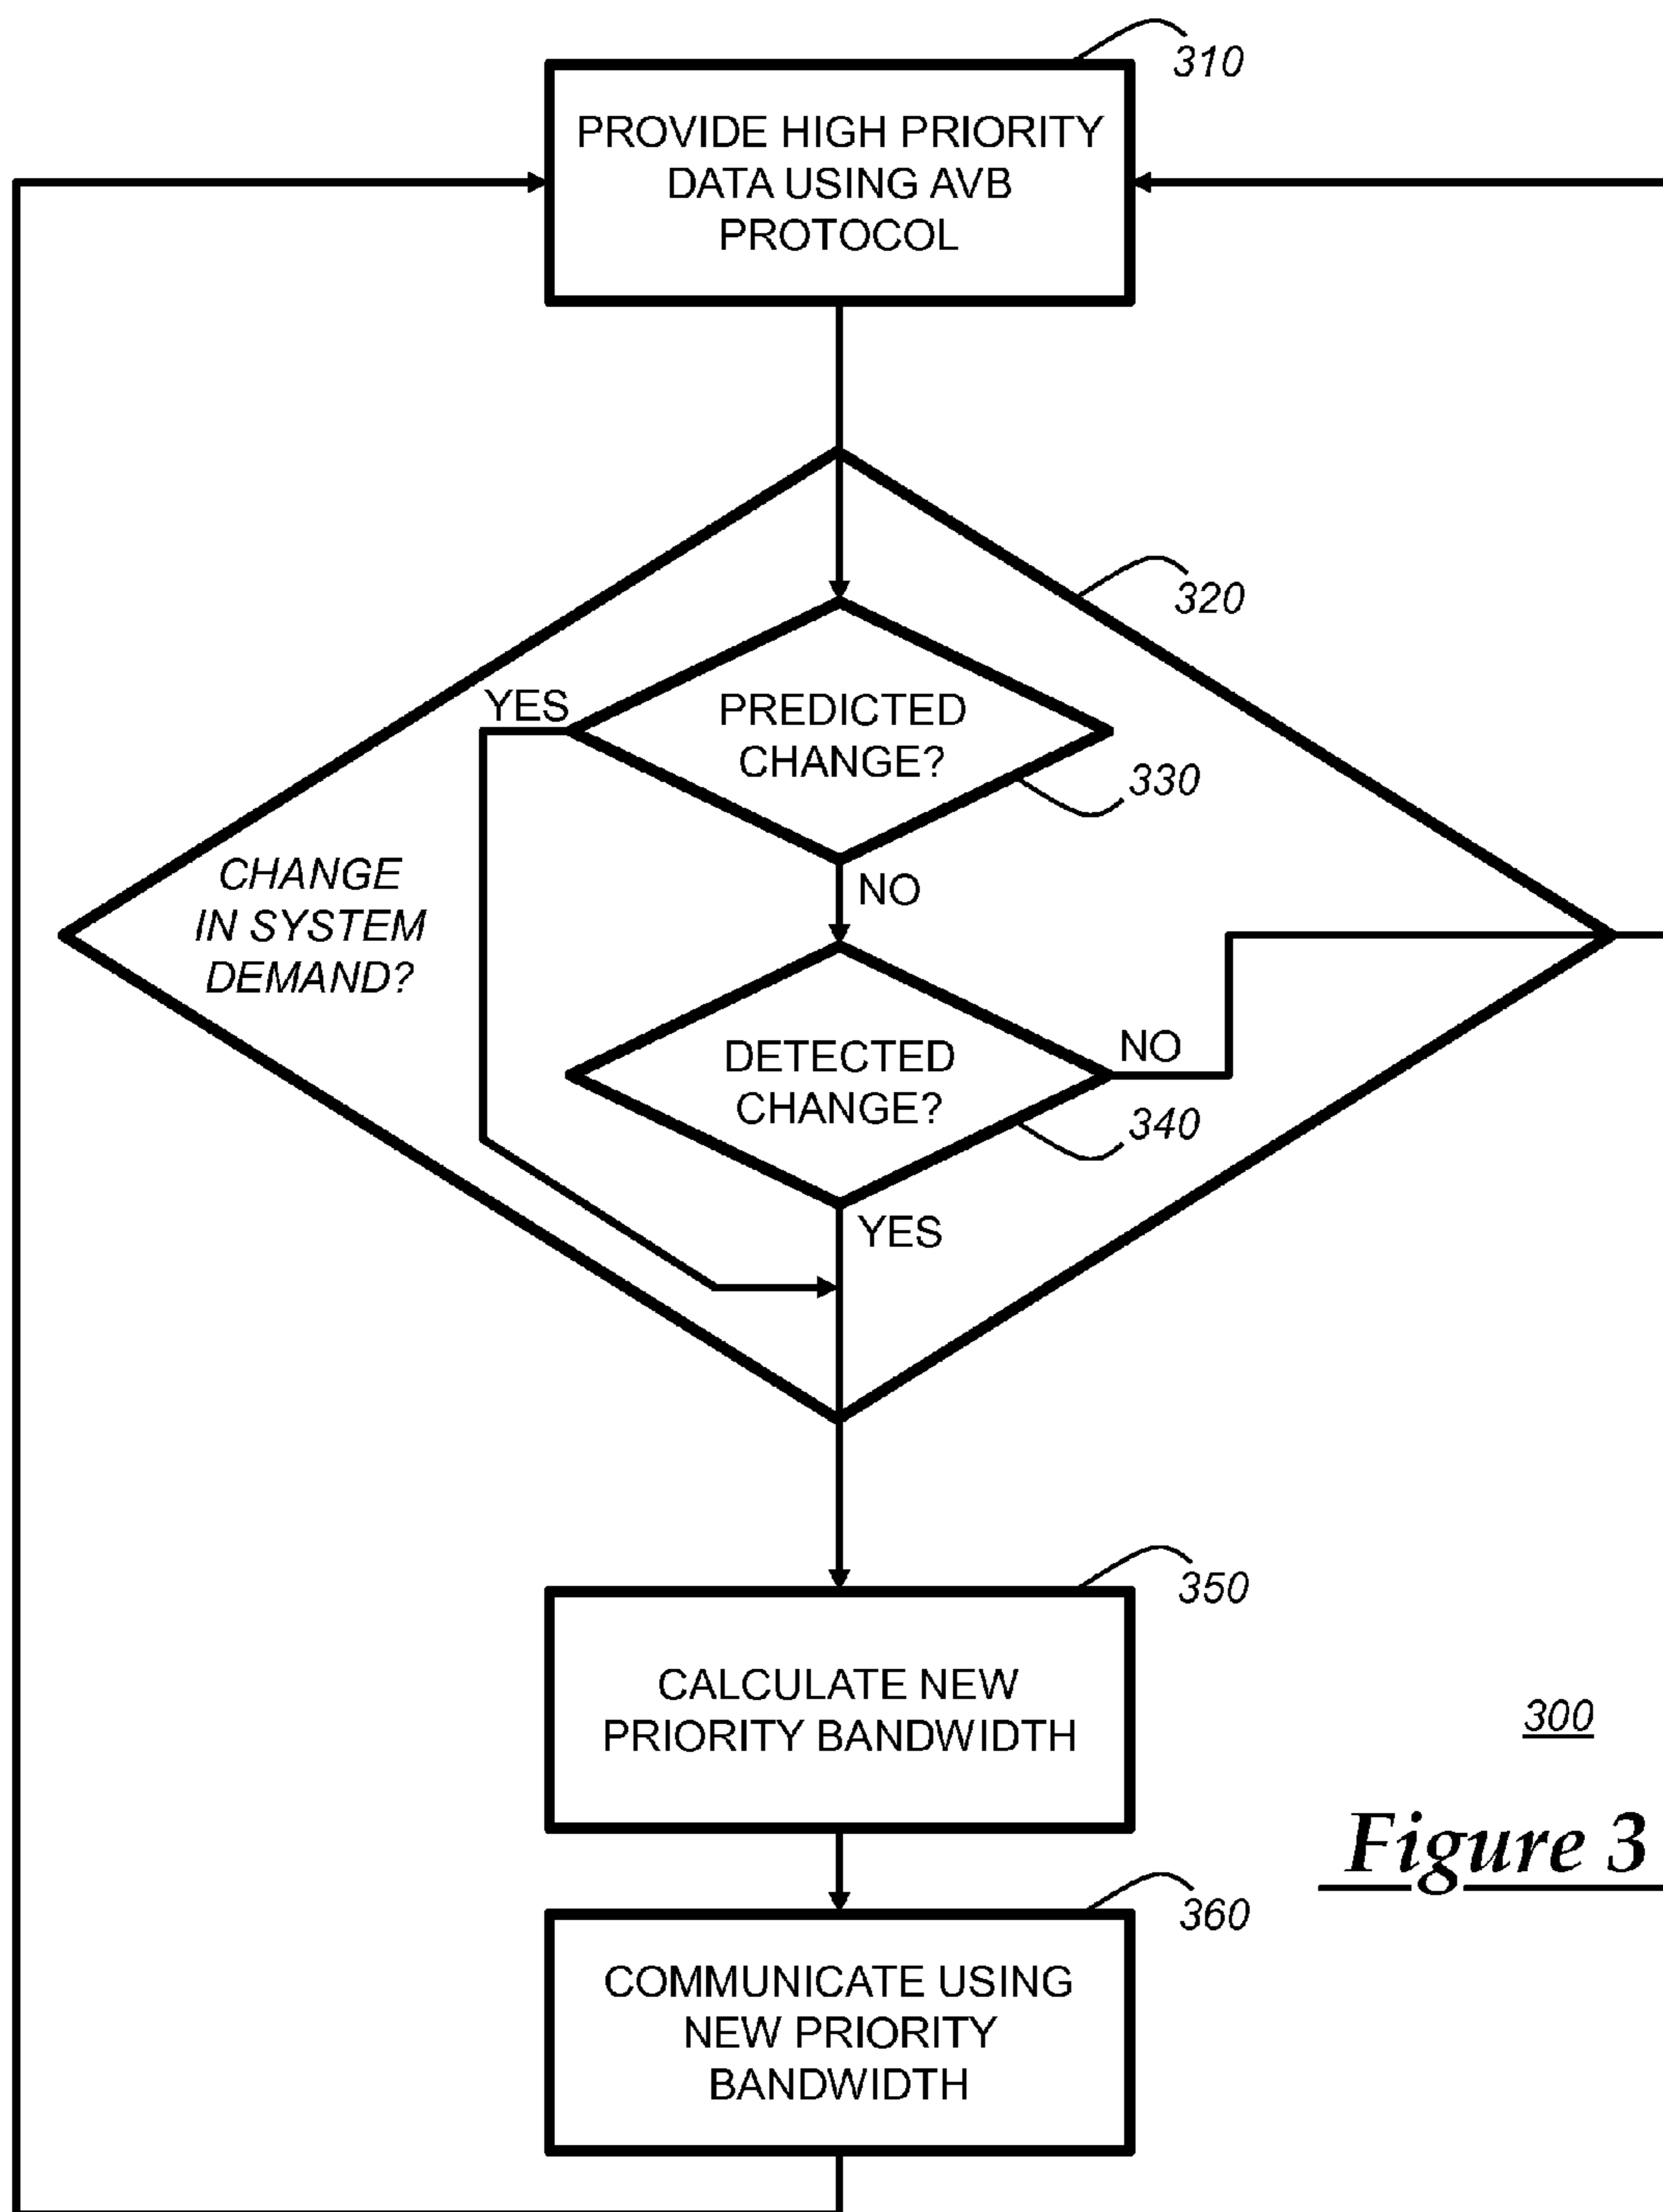 310
PROVIDE HIGH PRIORITY
DATA USING AVB
PROTOCOL
320
YES
PREDICTED
CHANGE?
330
CHANGE
IN SYSTEM
DEMAND?
NO
DETECTED
CHANGE?
NO
340
YES
350
CALCULATE NEW
PRIORITY BANDWIDTH
300
Figure 3
360
COMMUNICATE USING
NEW PRIORITY
BANDWIDTH